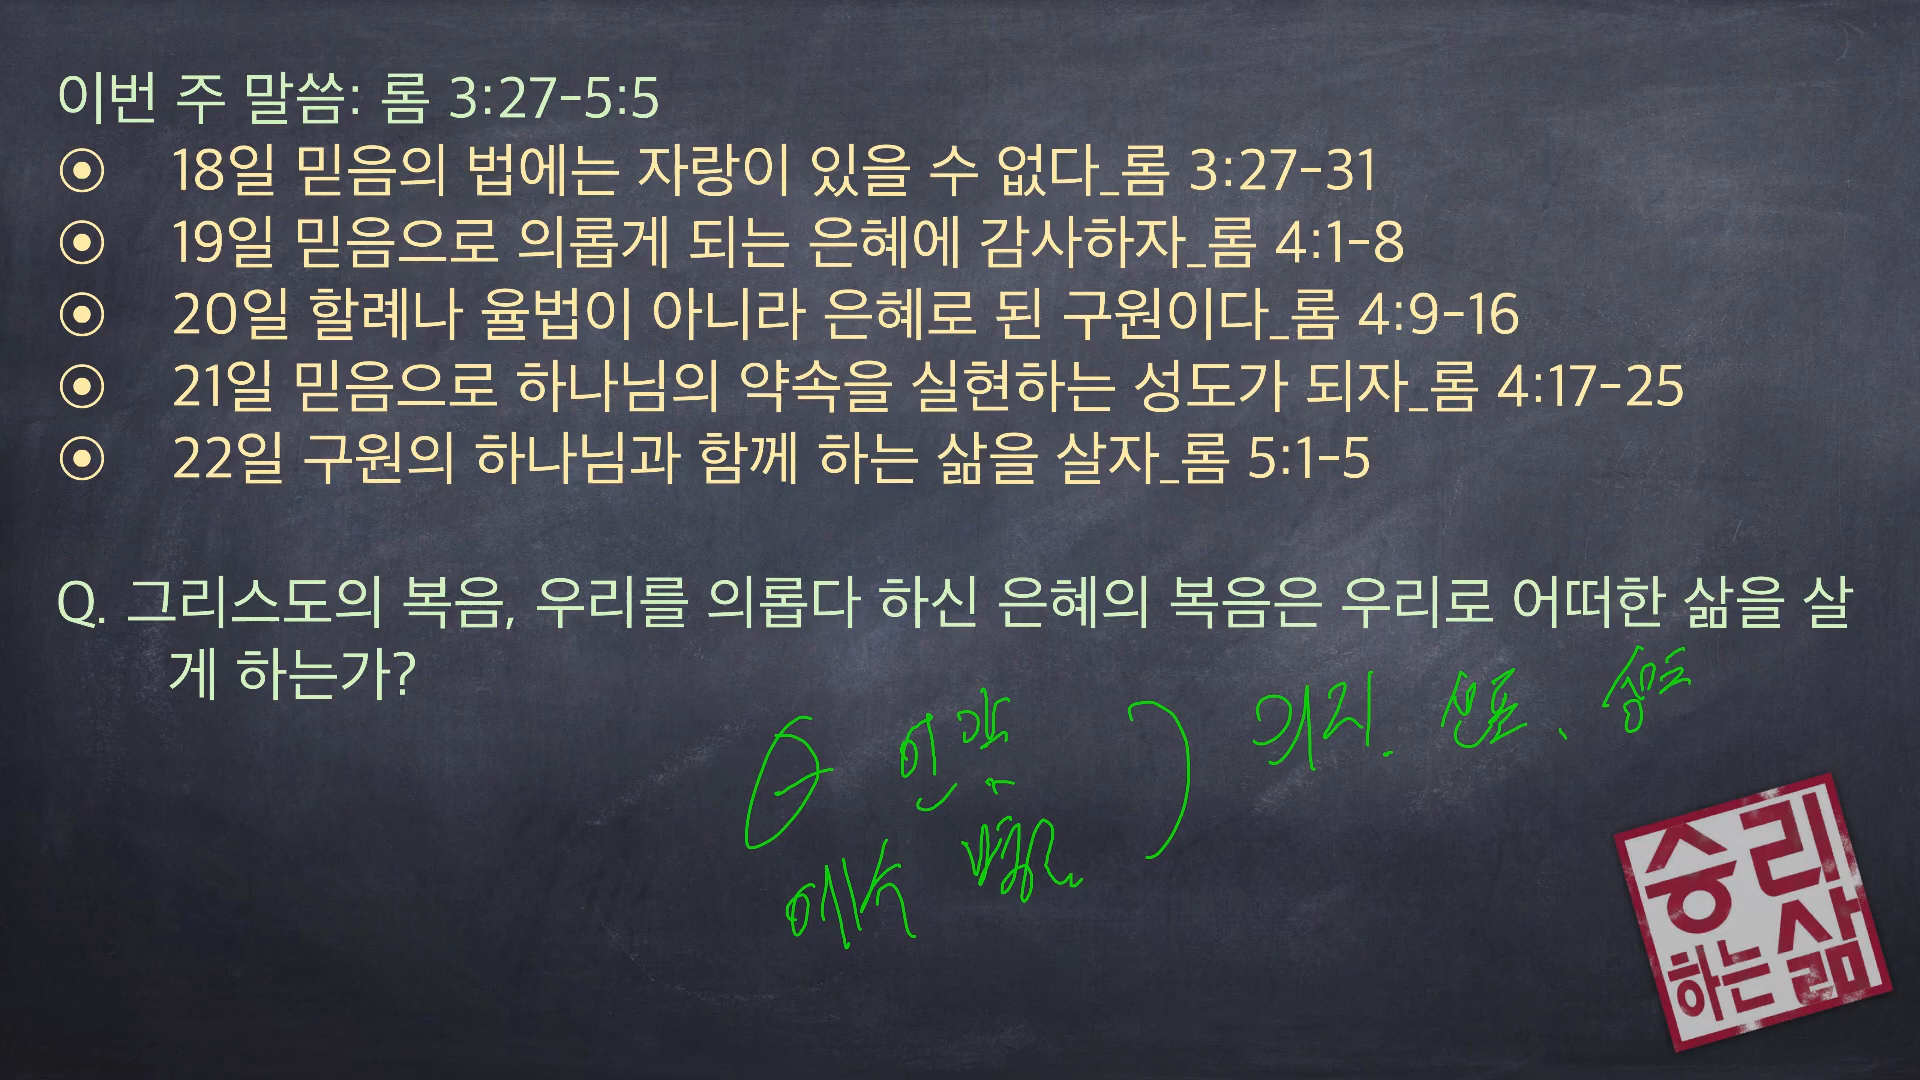 이번 주 말씀: 롬 3:27-5:5
⦿ 18일 믿음의 법에는 자랑이 있을 수 없다_롬 3:27-31
⦿ 19일 믿음으로 의롭게 되는 은혜에 감사하자_롬 4:1-8
⦿ 20일 할례나 율법이 아니라 은혜로 된 구원이다_롬 4:9-16
⦿ 21일 믿음으로 하나님의 약속을 실현하는 성도가 되자_롬 4:17-25
⦿ 22일 구원의 하나님과 함께 하는 삶을 살자_롬 5:1-5
Q. 그리스도의 복음, 우리를 의롭다 하신 은혜의 복음은 우리로 어떠한 삶을 살
게 하는가?
인간
예수
승리
하는 삶